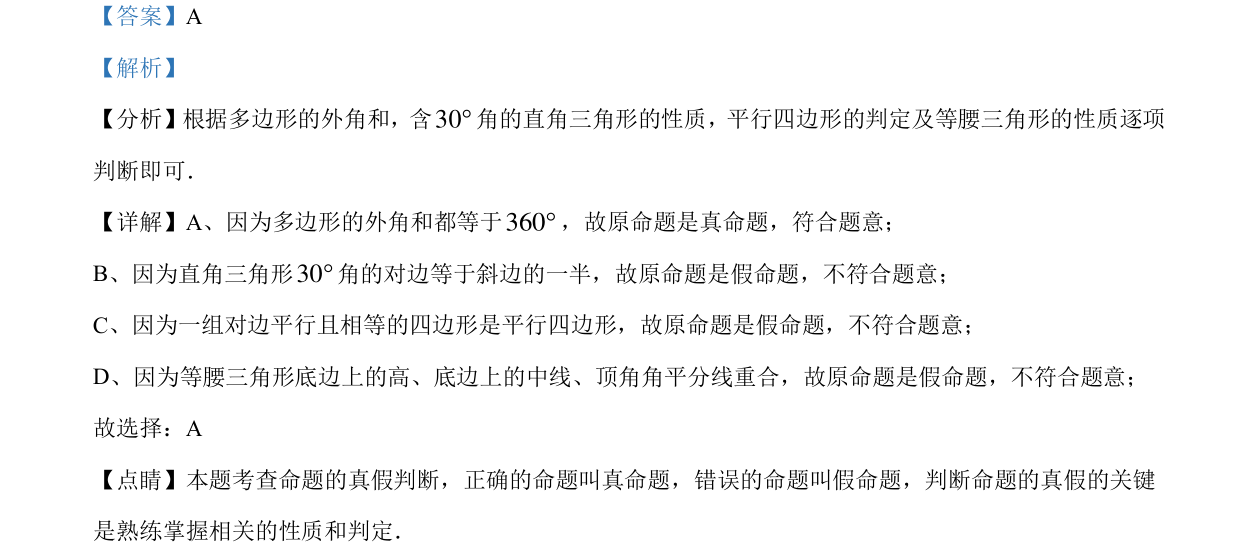 【答案】A
【解析】
【分析】根据多边形的外角和，含30°角的直角三角形的性质，平行四边形的判定及等腰三角形的性质逐项
判断即可．
【详解】A、因为多边形的外角和都等于360°，故原命题是真命题，符合题意；
B、因为直角三角形30°角的对边等于斜边的一半，故原命题是假命题，不符合题意；
C、因为一组对边平行且相等的四边形是平行四边形，故原命题是假命题，不符合题意；
D、因为等腰三角形底边上的高、底边上的中线、顶角角平分线重合，故原命题是假命题，不符合题意；
故选择：A
【点睛】本题考查命题的真假判断，正确的命题叫真命题，错误的命题叫假命题，判断命题的真假的关键
是熟练掌握相关的性质和判定．